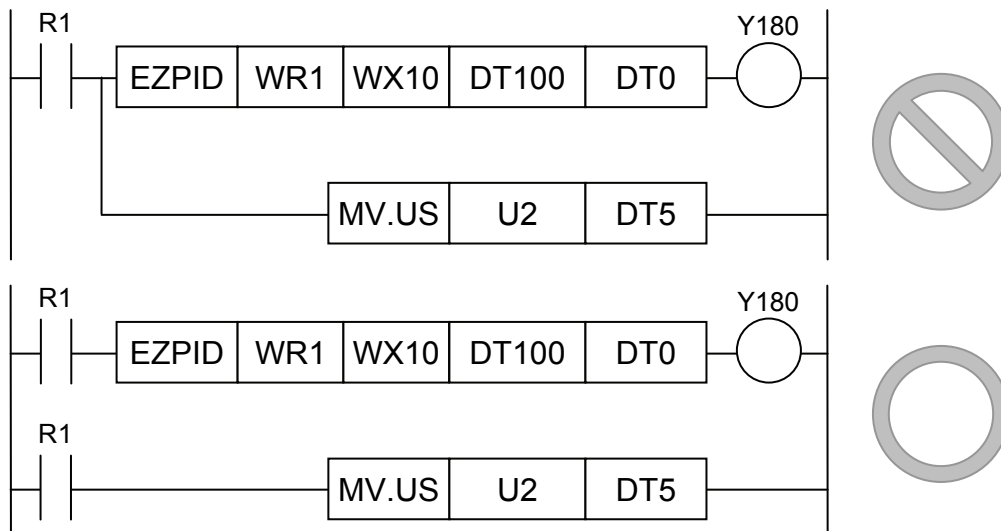 R1 Y180
EZPID WR1 WX10 DT100 DT0
MV.US U2 DT5
R1 Y180
EZPID WR1 WX10 DT100 DT0
R1
MV.US U2 DT5